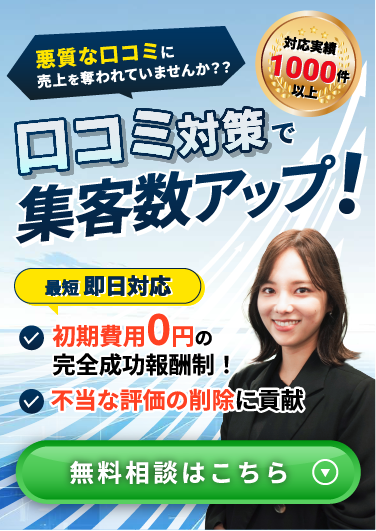 悪質な口コミに
売上を奪われていませんか??
対応実績
1000件
以上
口コミ対策で
集客数アップ!
最短 即日対応
初期費用0円の
完全成功報酬制!
不当な評価の削除に貢献
無料相談はこちら